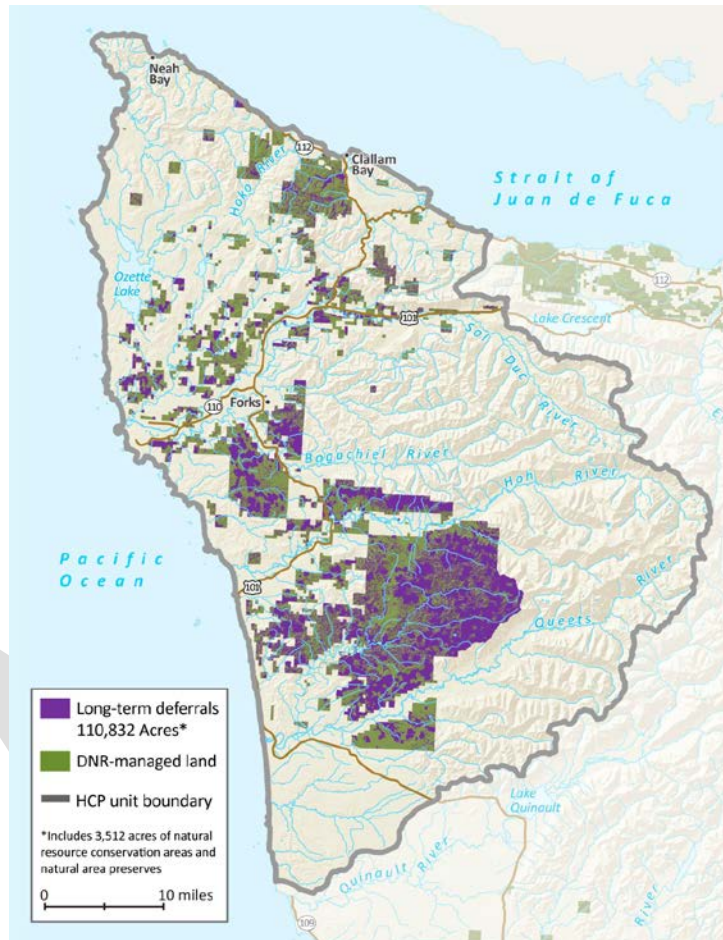 Neah
Bay
112
Clallam
Bay
Hoko River
Strait of
Juan de Fuca
Ozette
Lake
112
Lake Crescent
101
Sol Duc River
110
Forks
Bogachiel River
Hoh River
Pacific
Ocean
101
Queets River
Long-term deferrals
110,832 Acres*
DNR-managed land
HCP unit boundary
*Includes 3,512 acres of natural
resource conservation areas and
natural area preserves
0 10 miles
Lake
Quinault
Quinault River
River
109